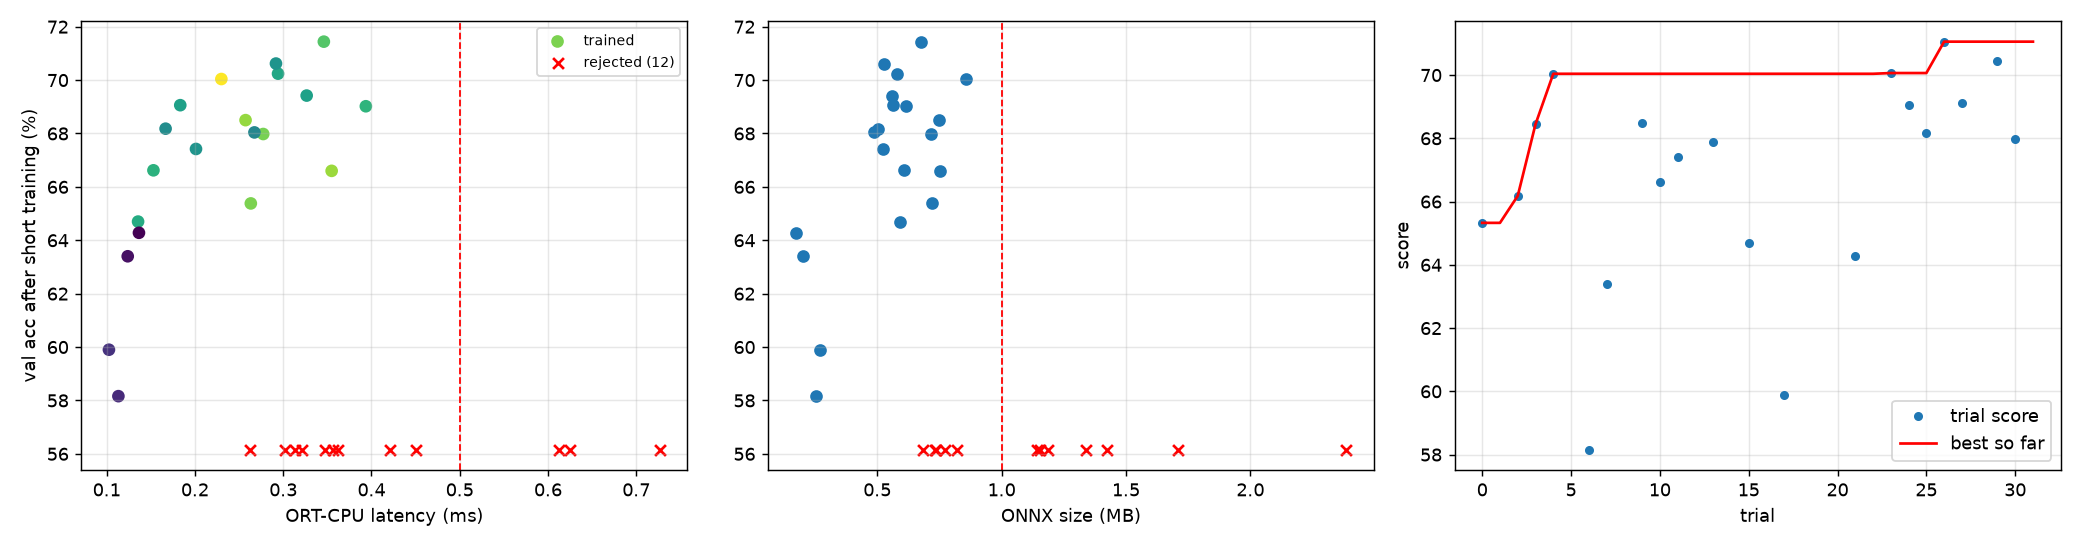 val acc after short training (%)
72
70
68
66
64
62
60
58
56
0.1 0.2 0.3 0.4 0.5 0.6 0.7
ORT-CPU latency (ms)
trained
rejected (12)
72
70
68
66
64
62
60
58
56
0.5 1.0 1.5 2.0
ONNX size (MB)
score
70
68
66
64
62
60
58
0 5 10 15 20 25 30
trial
trial score
best so far